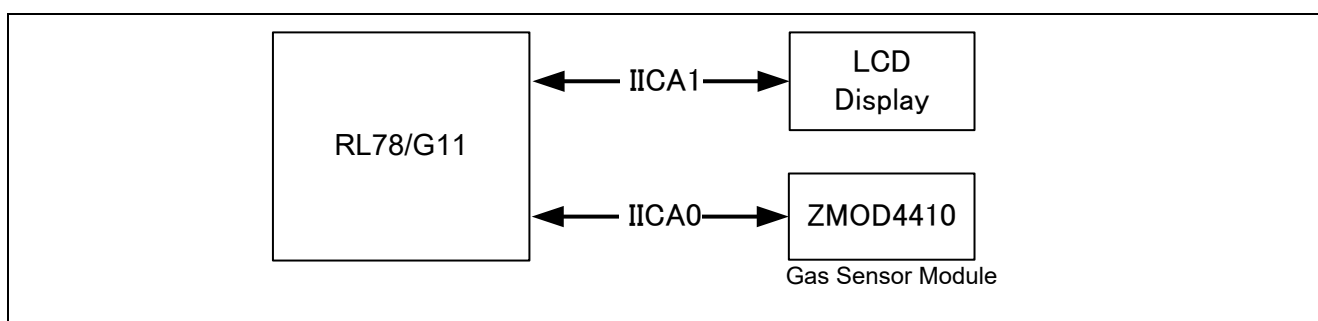 RL78/G11
IICA1
LCD
Display
IICA0
ZMOD4410
Gas Sensor Module